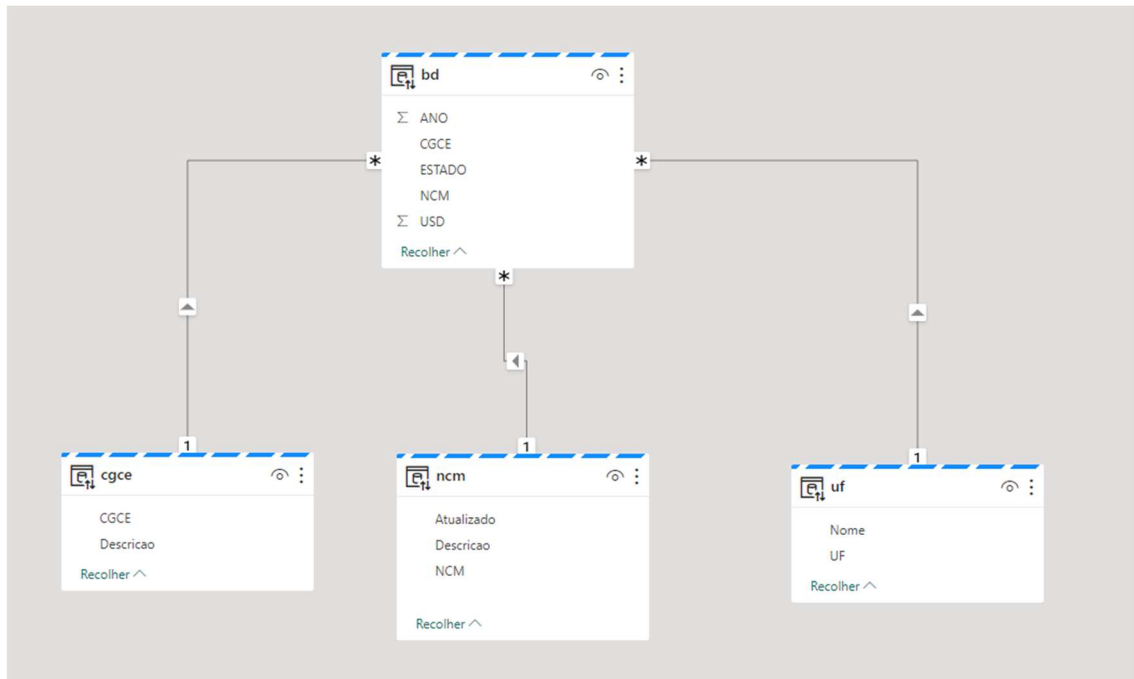 bd
Σ ANO
CGCE
ESTADO
NCM
Σ USD
Recolher
*
*
*
1
1
1
cgce
CGCE
Descricao
Recolher
ncm
Atualizado
Descricao
NCM
Recolher
uf
Nome
UF
Recolher